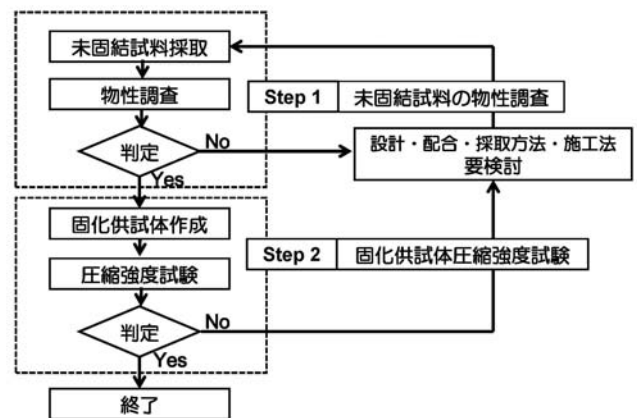 未固結試料採取
物性調査
Step 1 未固結試料の物性調査
判定
No
設計・配合・採取方法・施工法
要検討
Yes
固化供試体作成
Step 2 固化供試体圧縮強度試験
圧縮強度試験
判定
No
Yes
終了